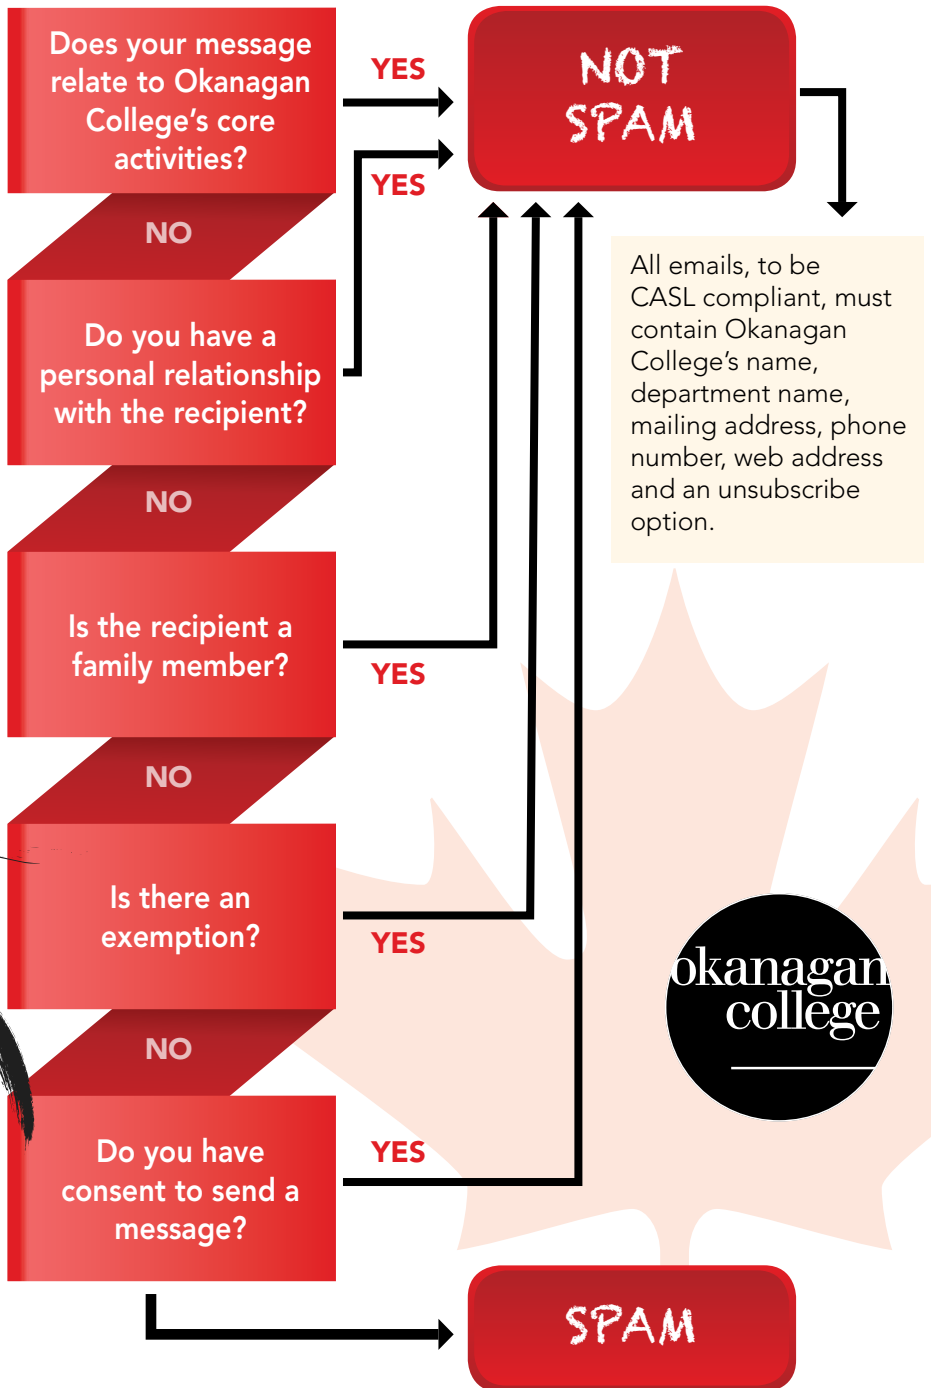 Does your message
relate to Okanagan
College's core
activities?
YES
NOT
SPAM
YES
NO
All emails, to be
CASL compliant, must
contain Okanagan
College's name,
department name,
mailing address, phone
number, web address
and an unsubscribe
option.
Do you have a
personal relationship
with the recipient?
NO
Is the recipient a
family member?
YES
NO
Is there an
exemption?
YES
okanagan
college
NO
Do you have
consent to send a
message?
YES
SPAM